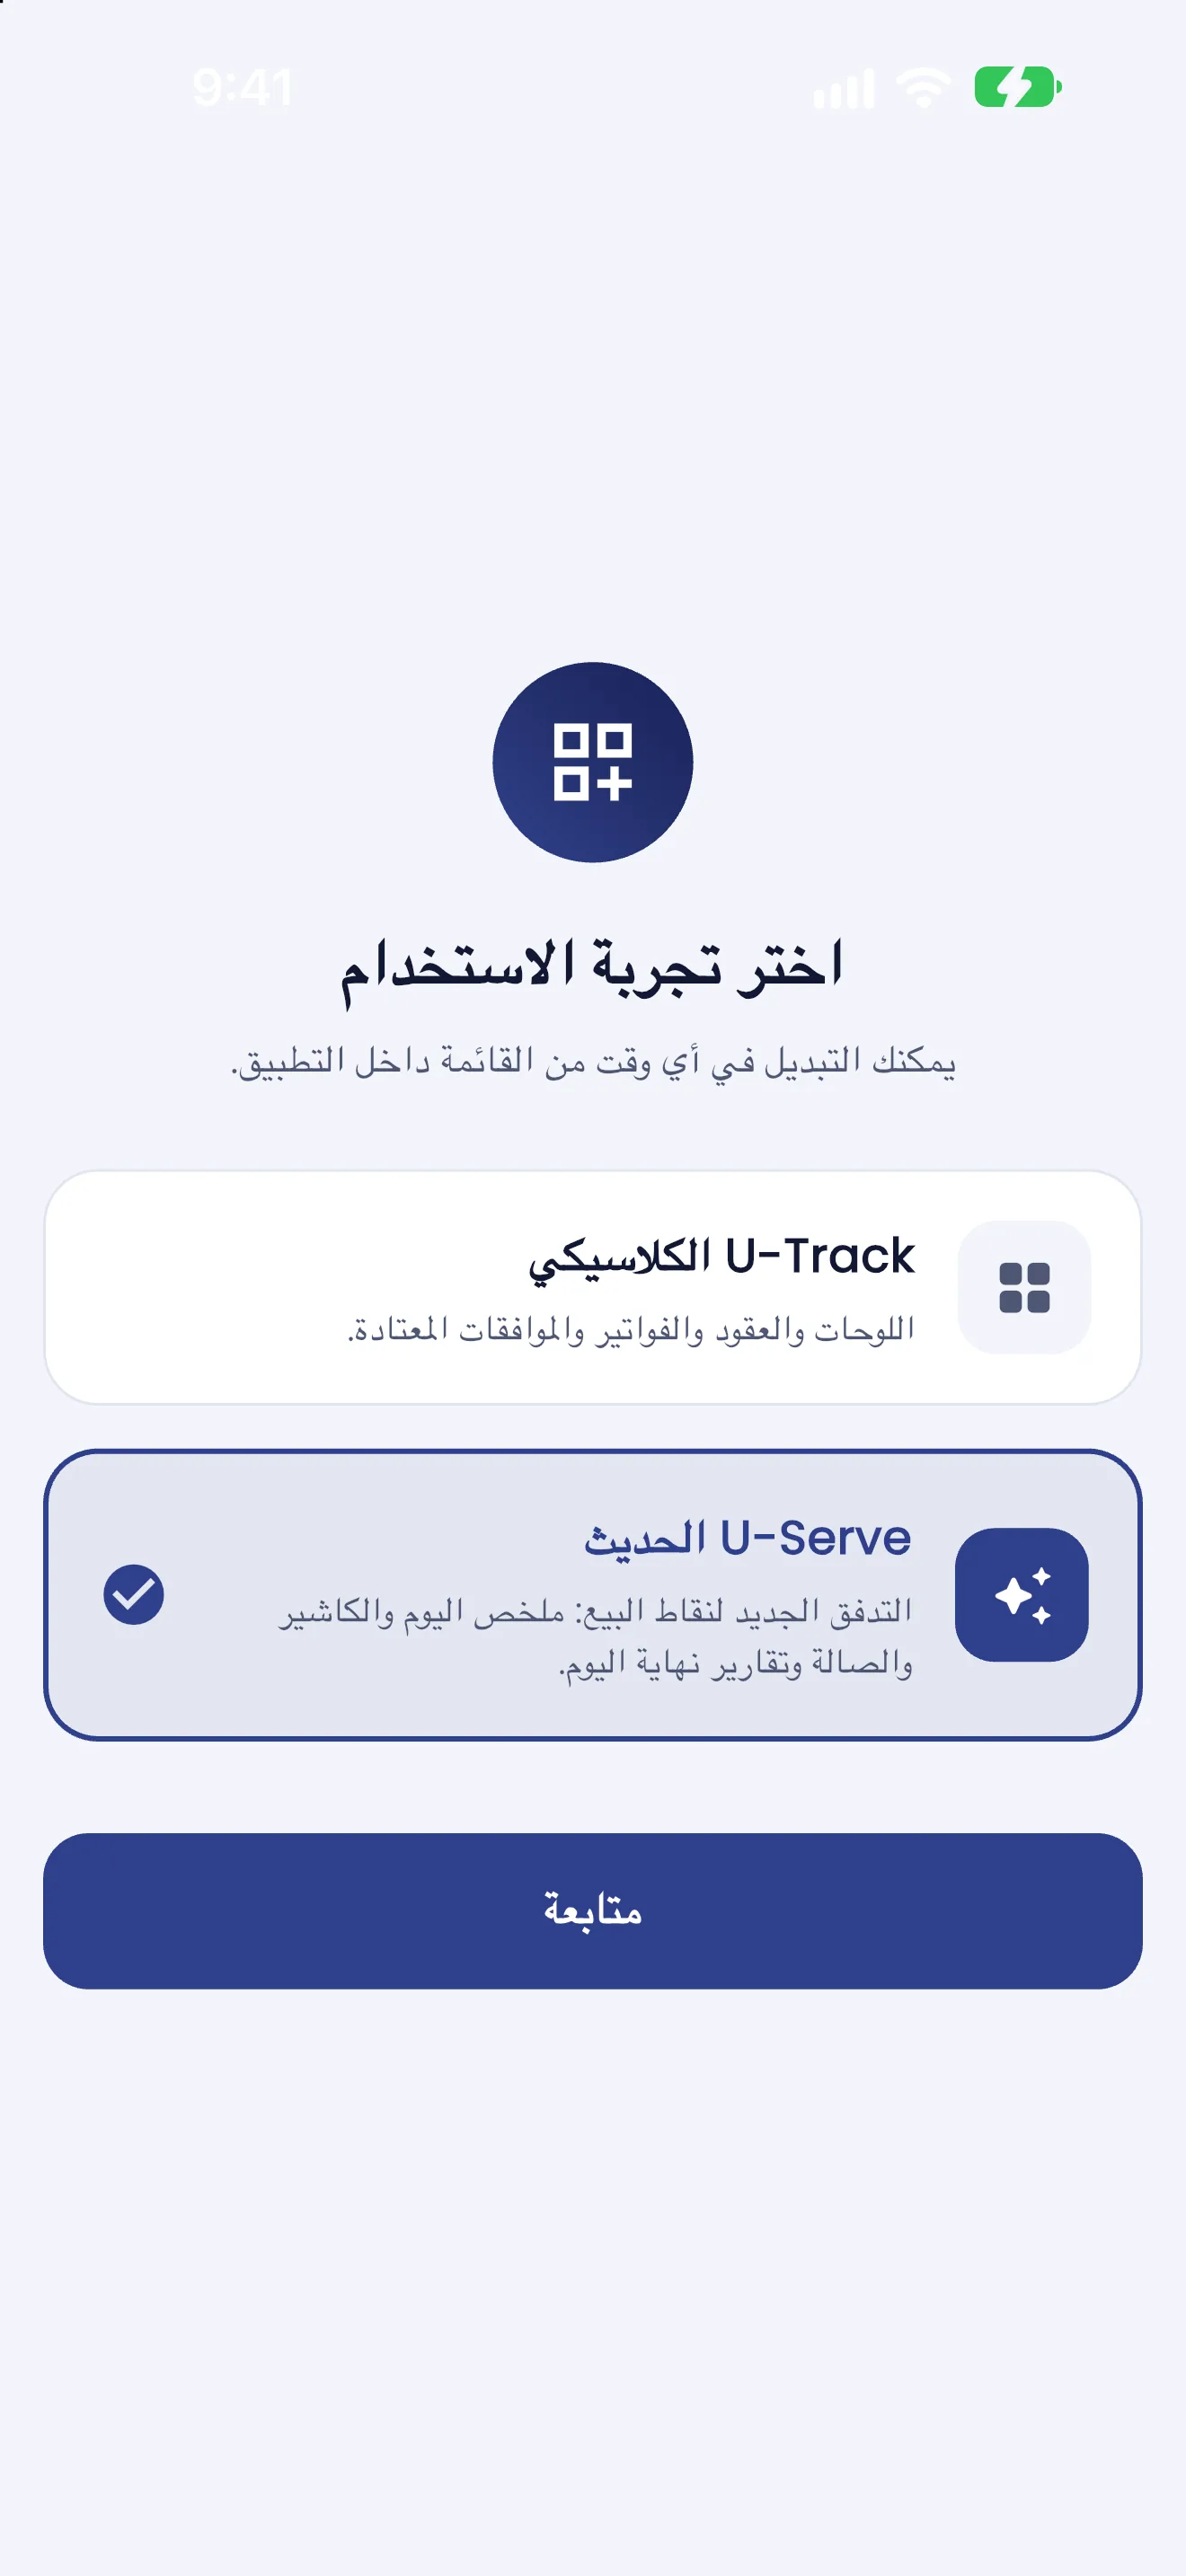 9:41
اختر تجربة الاستخدام
يمكنك التبديل في أي وقت من القائمة داخل التطبيق.
U-Track الكلاسيكي
اللوحات والعقود والفواتير والموافقات المعتادة.
U-Serve الحديث
التدفق الجديد لنقاط البيع: ملخص اليوم والكاشير
والصالة وتقارير نهاية اليوم.
متابعة